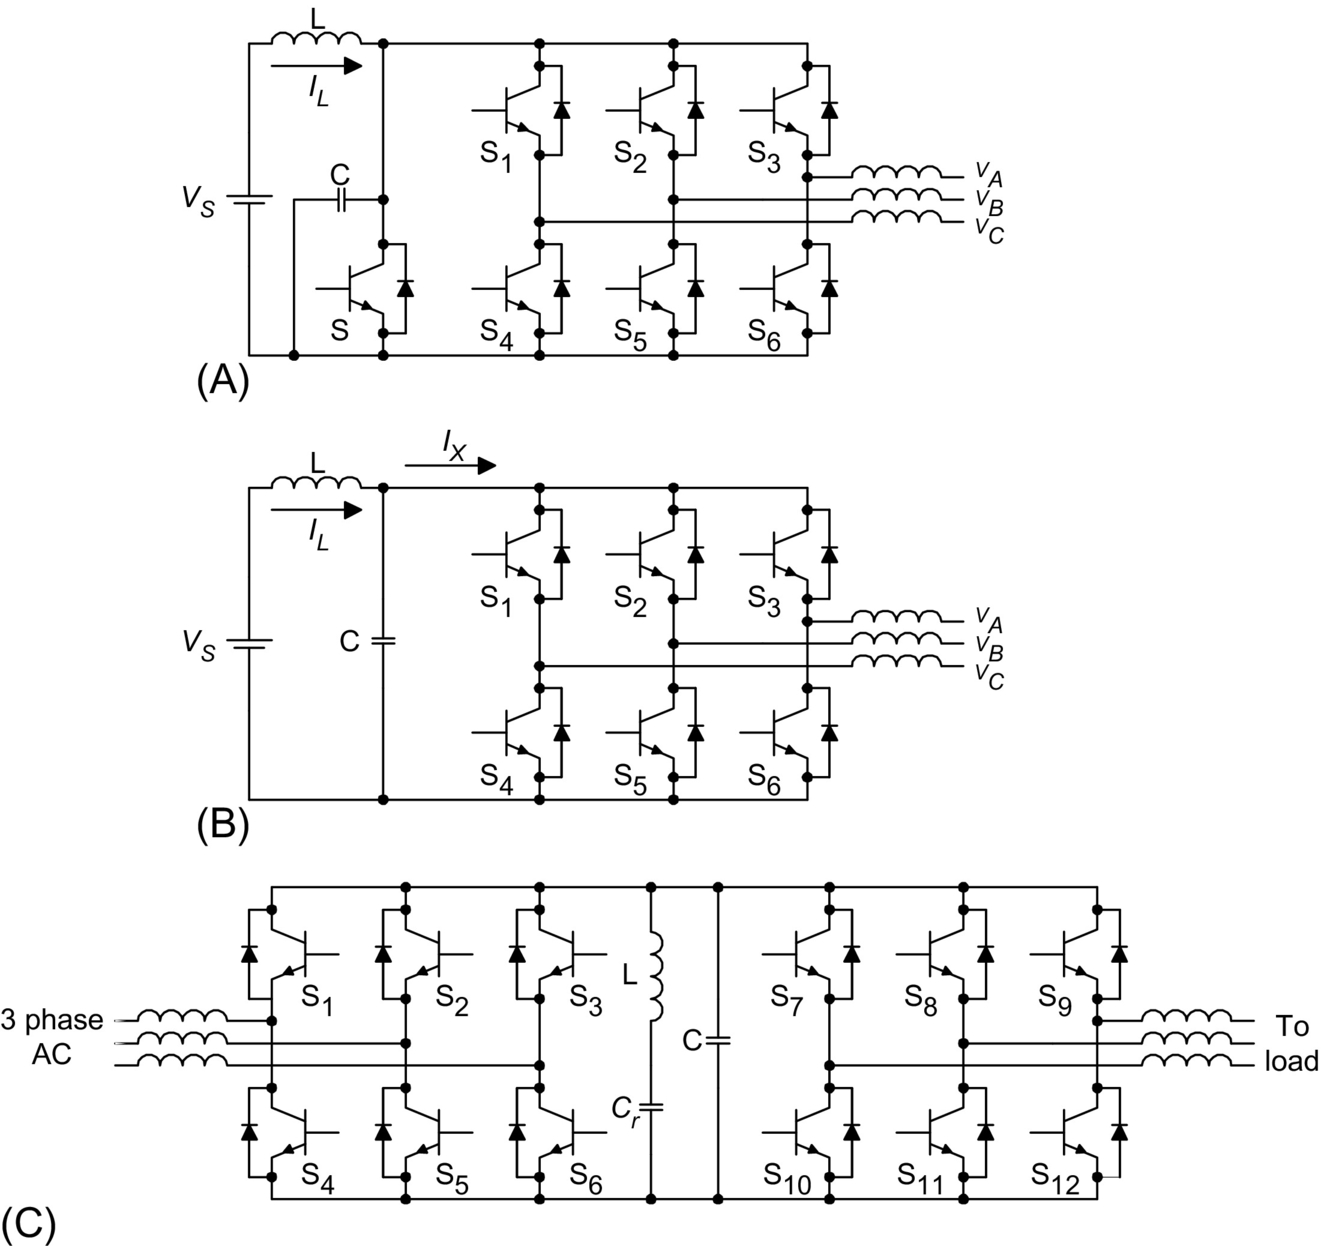 L
I_L
C
V_S
S
S_1 S_2 S_3
v_A
v_B
v_C
S_4 S_5 S_6
(A)
I_X
L
I_L
C
V_S
S_1 S_2 S_3
v_A
v_B
v_C
S_4 S_5 S_6
(B)
S_1 S_2 S_3
L
C
C_r
S_7 S_8 S_9
3 phase
AC
To
load
S_4 S_5 S_6
S_10 S_11 S_12
(C)